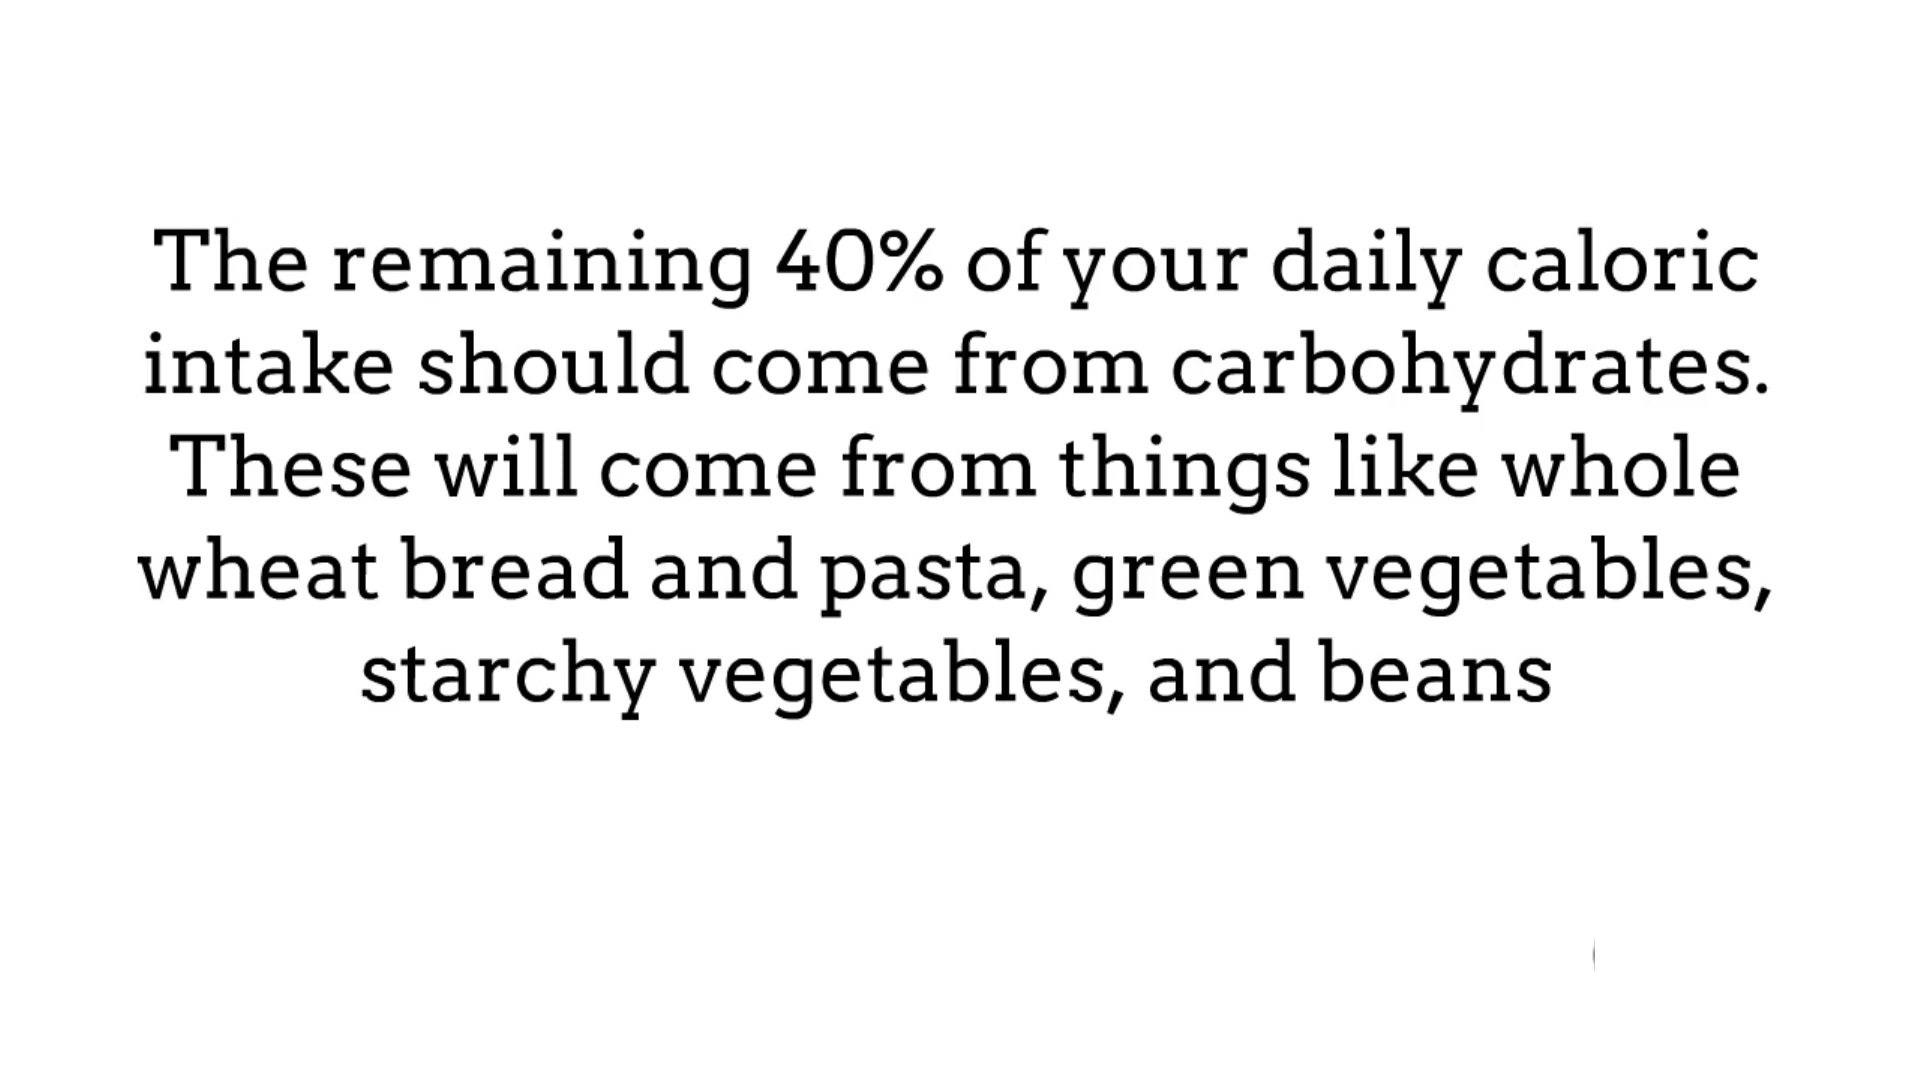 The remaining 40% of your daily caloric
intake should come from carbohydrates.
These will come from things like whole
wheat bread and pasta, green vegetables,
starchy vegetables, and beans